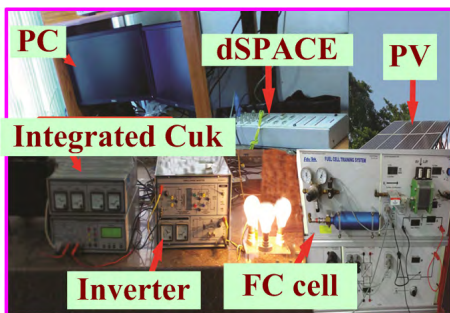 PC
dSPACE
PV
Integrated Cuk
FUEL CELL TRAINING SYSTEM
Inverter
FC cell